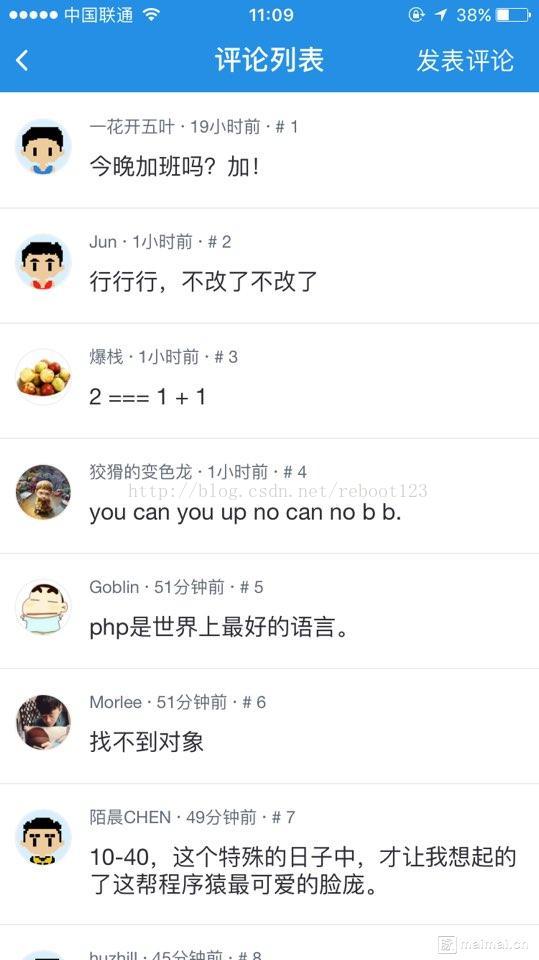 中国联通 11:09 38%
评论列表 发表评论
一花开五叶 · 19小时前 · # 1
今晚加班吗？加！
Jun · 1小时前 · # 2
行行行，不改了不改了
爆栈 · 1小时前 · # 3
2 === 1 + 1
狡猾的变色龙 · 1小时前 · # 4
http://blog.csdn.net/reboot123
you can you up no can no b b.
Goblin · 51分钟前 · # 5
php是世界上最好的语言。
Morlee · 51分钟前 · # 6
找不到对象
陌晨CHEN · 49分钟前 · # 7
10-40，这个特殊的日子中，才让我想起的
了这帮程序猿最可爱的脸庞。
huzhill · 45分钟前 · # 8
脉 maimai.cn